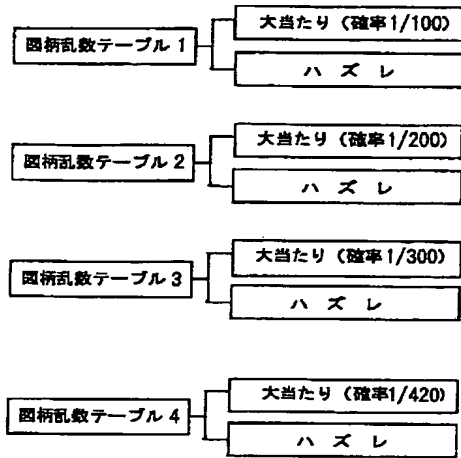 図柄乱数テーブル 1
大当たり (確率1/100)
ハ ズ レ
図柄乱数テーブル 2
大当たり (確率1/200)
ハ ズ レ
図柄乱数テーブル 3
大当たり (確率1/300)
ハ ズ レ
図柄乱数テーブル 4
大当たり (確率1/420)
ハ ズ レ